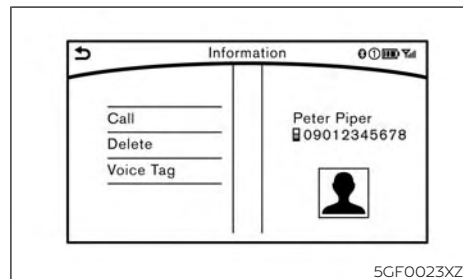 Information
Call
Delete
Voice Tag
Peter Piper
09012345678
5GF0023XZ